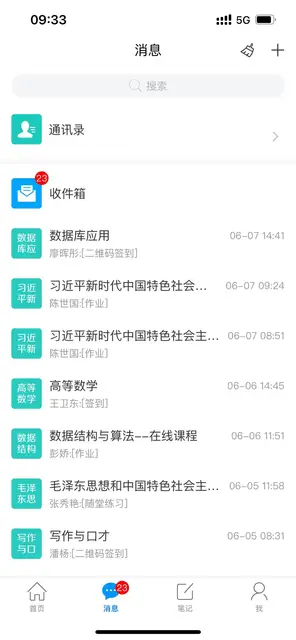 09:33
5G
消息
搜索
通讯录
23
收件箱
数据
库应
数据库应用
06-07 14:41
廖晖彤:[二维码签到]
习近
平新
习近平新时代中国特色社会...
06-07 09:24
陈世国:[作业]
习近
平新
习近平新时代中国特色社会主...
06-07 08:51
陈世国:[作业]
高等
数学
高等数学
06-06 14:45
王卫东:[签到]
数据
结构
数据结构与算法--在线课程
06-06 11:51
彭娇:[作业]
毛泽
东思
毛泽东思想和中国特色社会主...
06-05 11:58
张秀艳:[随堂练习]
写作
与口
写作与口才
06-05 08:31
潘杨:[二维码签到]
23
首页
消息
笔记
我